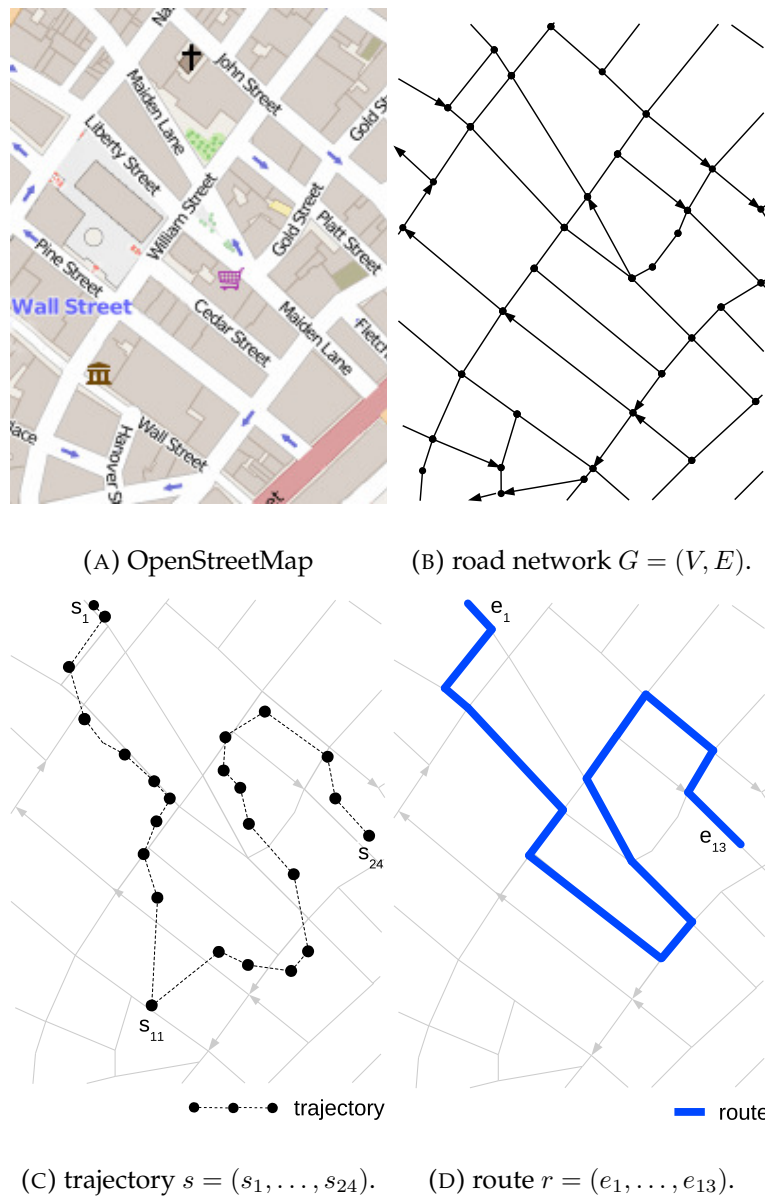 John Street
Maiden Lane
Gold St
Liberty Street
William Street
Gold Street
Platt Street
Pine Street
Wall Street
Cedar Street
Maiden Lane
Wall Street
Hanover S
(A) OpenStreetMap
(B) road network G = (V, E).
s1
e1
s24
e13
s11
trajectory
route
(C) trajectory s = (s1, . . . , s24).
(D) route r = (e1, . . . , e13).